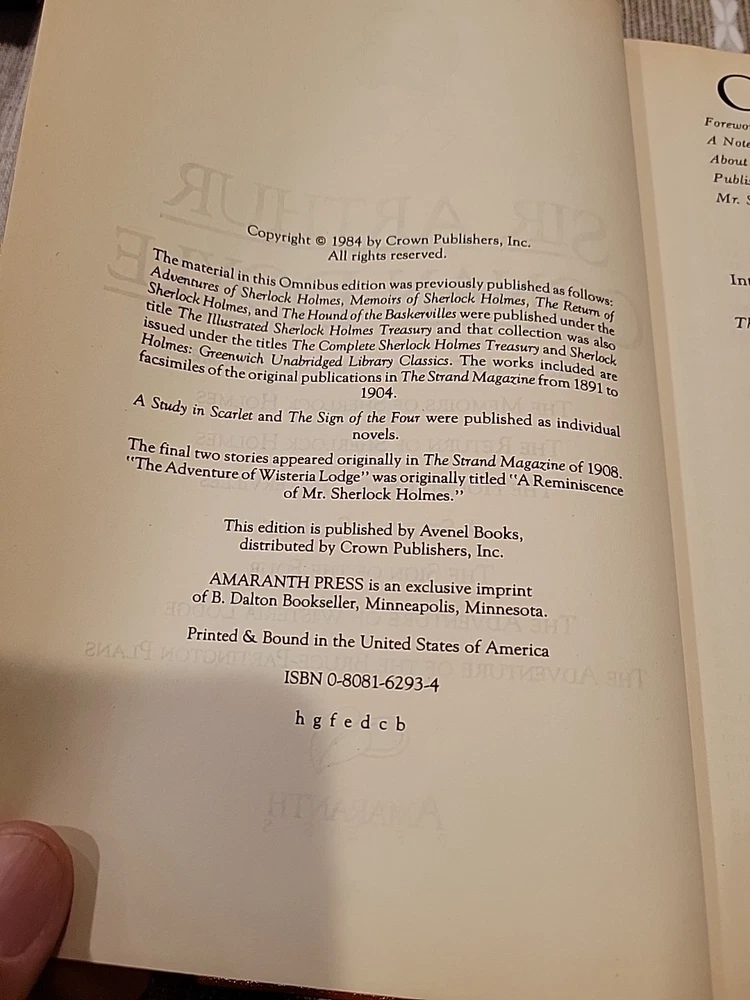 Copyright © 1984 by Crown Publishers, Inc.
All rights reserved.
The material in this Omnibus edition was previously published as follows:
Adventures of Sherlock Holmes, Memoirs of Sherlock Holmes, The Return of
Sherlock Holmes, and The Hound of the Baskervilles were published under the
title The Illustrated Sherlock Holmes Treasury and that collection was also
issued under the titles The Complete Sherlock Holmes Treasury and Sherlock
Holmes: Greenwich Unabridged Library Classics. The works included are
facsimiles of the original publications in The Strand Magazine from 1891 to
1904.
A Study in Scarlet and The Sign of the Four were published as individual
novels.
The final two stories appeared originally in The Strand Magazine of 1908.
"The Adventure of Wisteria Lodge" was originally titled "A Reminiscence
of Mr. Sherlock Holmes."
This edition is published by Avenel Books,
distributed by Crown Publishers, Inc.
AMARANTH PRESS is an exclusive imprint
of B. Dalton Bookseller, Minneapolis, Minnesota.
Printed & Bound in the United States of America
ISBN 0-8081-6293-4
h g f e d c b
C
Forewo
A Note
About
Publis
Mr. S
Int
Th